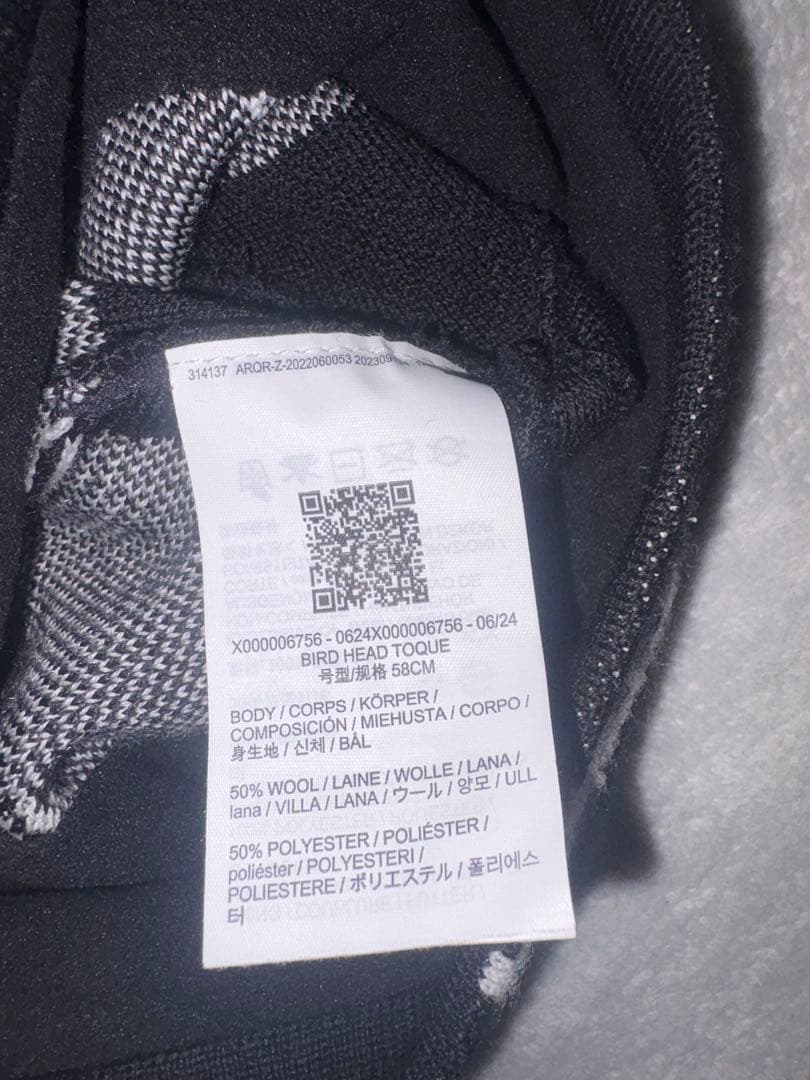 314137 ARQR-Z-2022060053 202309
X000006756 - 0624X000006756 - 06/24
BIRD HEAD TOQUE
号型/规格 58CM
BODY / CORPS / KÖRPER /
COMPOSICIÓN / MIEHUSTA / CORPO /
身生地 / 신체 / BÅL
50% WOOL / LAINE / WOLLE / LANA /
lana / VILLA / LANA / ウール / 양모 / ULL
50% POLYESTER / POLIÉSTER /
poliéster / POLYESTERI /
POLIESTERE / ポリエステル / 폴리에스
터